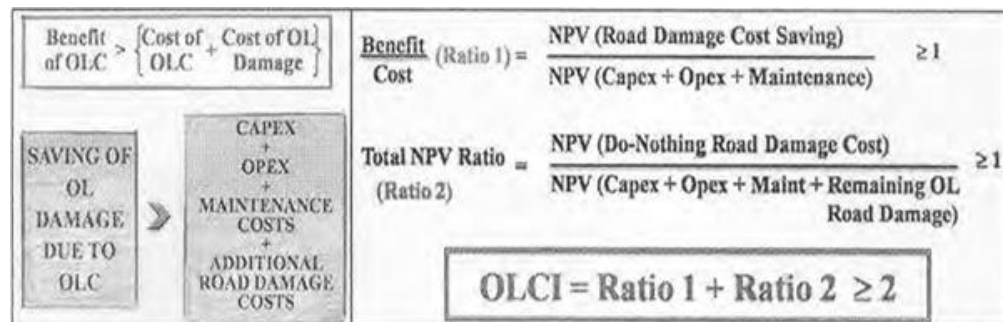 Benefit of OLC > {Cost of OLC + Cost of OL Damage}
SAVING OF
OL
DAMAGE
DUE TO
OLC
>
CAPEX
+
OPEX
+
MAINTENANCE
COSTS
+
ADDITIONAL
ROAD DAMAGE
COSTS
Benefit/Cost (Ratio 1) = NPV (Road Damage Cost Saving) / NPV (Capex + Opex + Maintenance) ≥1
Total NPV Ratio (Ratio 2) = NPV (Do-Nothing Road Damage Cost) / NPV (Capex + Opex + Maint + Remaining OL Road Damage) ≥1
OLCI = Ratio 1 + Ratio 2 ≥2